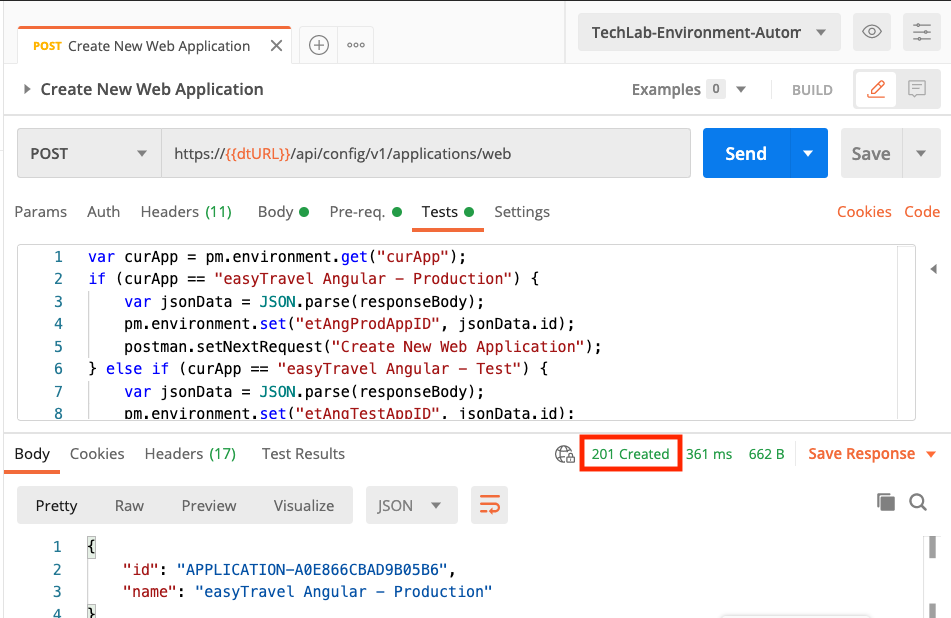 POST Create New Web Application
TechLab-Environment-Autom
Create New Web Application
Examples 0
BUILD
POST
https://{{dtURL}}/api/config/v1/applications/web
Send
Save
Params Auth Headers (11) Body Pre-req. Tests Settings Cookies Code
1 var curApp = pm.environment.get("curApp");
2 if (curApp == "easyTravel Angular – Production") {
3 var jsonData = JSON.parse(responseBody);
4 pm.environment.set("etAngProdAppID", jsonData.id);
5 postman.setNextRequest("Create New Web Application");
6 } else if (curApp == "easyTravel Angular – Test") {
7 var jsonData = JSON.parse(responseBody);
8 pm.environment.set("etAngTestAppID", jsonData.id);
Body Cookies Headers (17) Test Results 201 Created 361 ms 662 B Save Response
Pretty Raw Preview Visualize JSON
1 {
2 "id": "APPLICATION-A0E866CBAD9B05B6",
3 "name": "easyTravel Angular – Production"
4 }